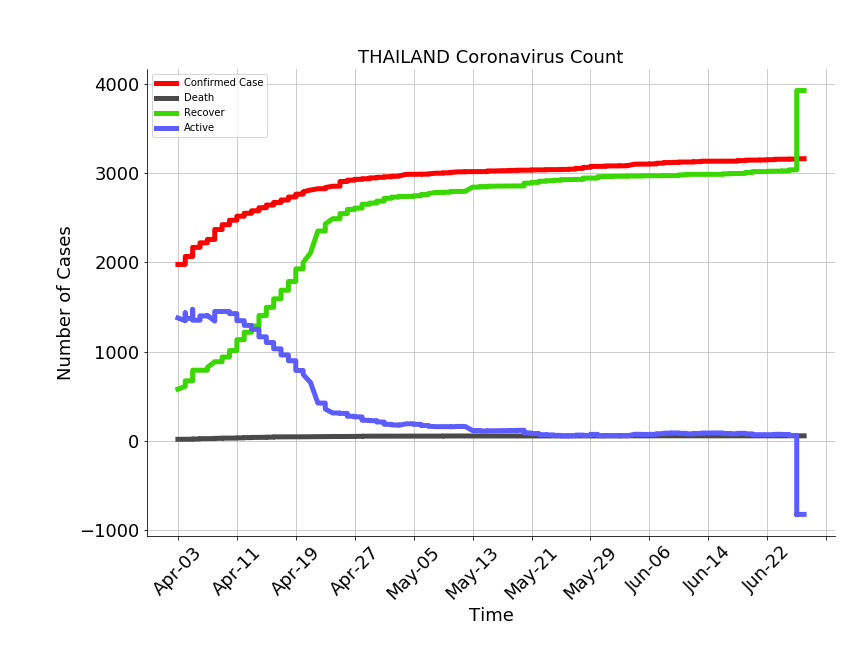 THAILAND Coronavirus Count
Confirmed Case
Death
Recover
Active
Number of Cases
4000
3000
2000
1000
0
−1000
Apr-03
Apr-11
Apr-19
Apr-27
May-05
May-13
May-21
May-29
Jun-06
Jun-14
Jun-22
Time